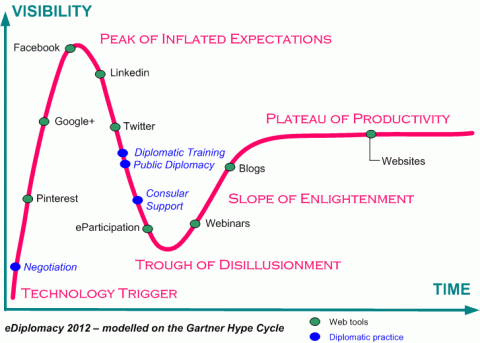 VISIBILITY
PEAK OF INFLATED EXPECTATIONS
Facebook
Linkedin
Google+
Twitter
PLATEAU OF PRODUCTIVITY
Diplomatic Training
Public Diplomacy
Websites
Blogs
Pinterest
Consular
Support
SLOPE OF ENLIGHTENMENT
eParticipation
Webinars
Negotiation
TROUGH OF DISILLUSIONMENT
TECHNOLOGY TRIGGER
TIME
eDiplomacy 2012 – modelled on the Gartner Hype Cycle
Web tools
Diplomatic practice